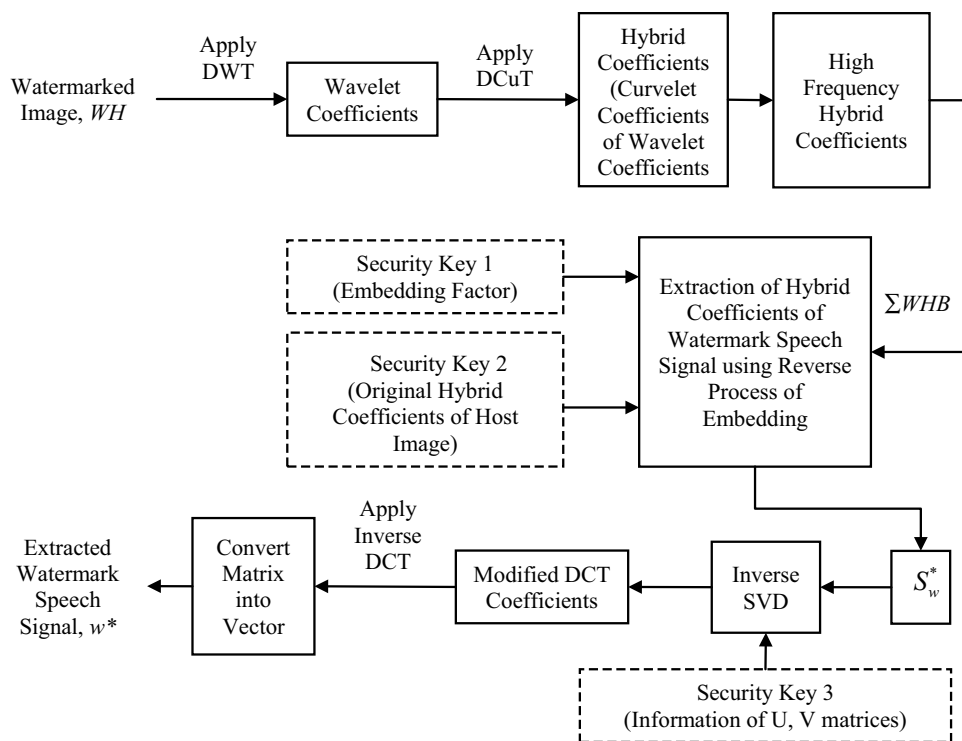 Watermarked
Image, WH
Apply
DWT
Wavelet
Coefficients
Apply
DCuT
Hybrid
Coefficients
(Curvelet
Coefficients
of Wavelet
Coefficients
High
Frequency
Hybrid
Coefficients
Security Key 1
(Embedding Factor)
Security Key 2
(Original Hybrid
Coefficients of Host
Image)
Extraction of Hybrid
Coefficients of
Watermark Speech
Signal using Reverse
Process of
Embedding
∑WHB
Extracted
Watermark
Speech
Signal, w*
Convert
Matrix
into
Vector
Apply
Inverse
DCT
Modified DCT
Coefficients
Inverse
SVD
S_w^*
Security Key 3
(Information of U, V matrices)